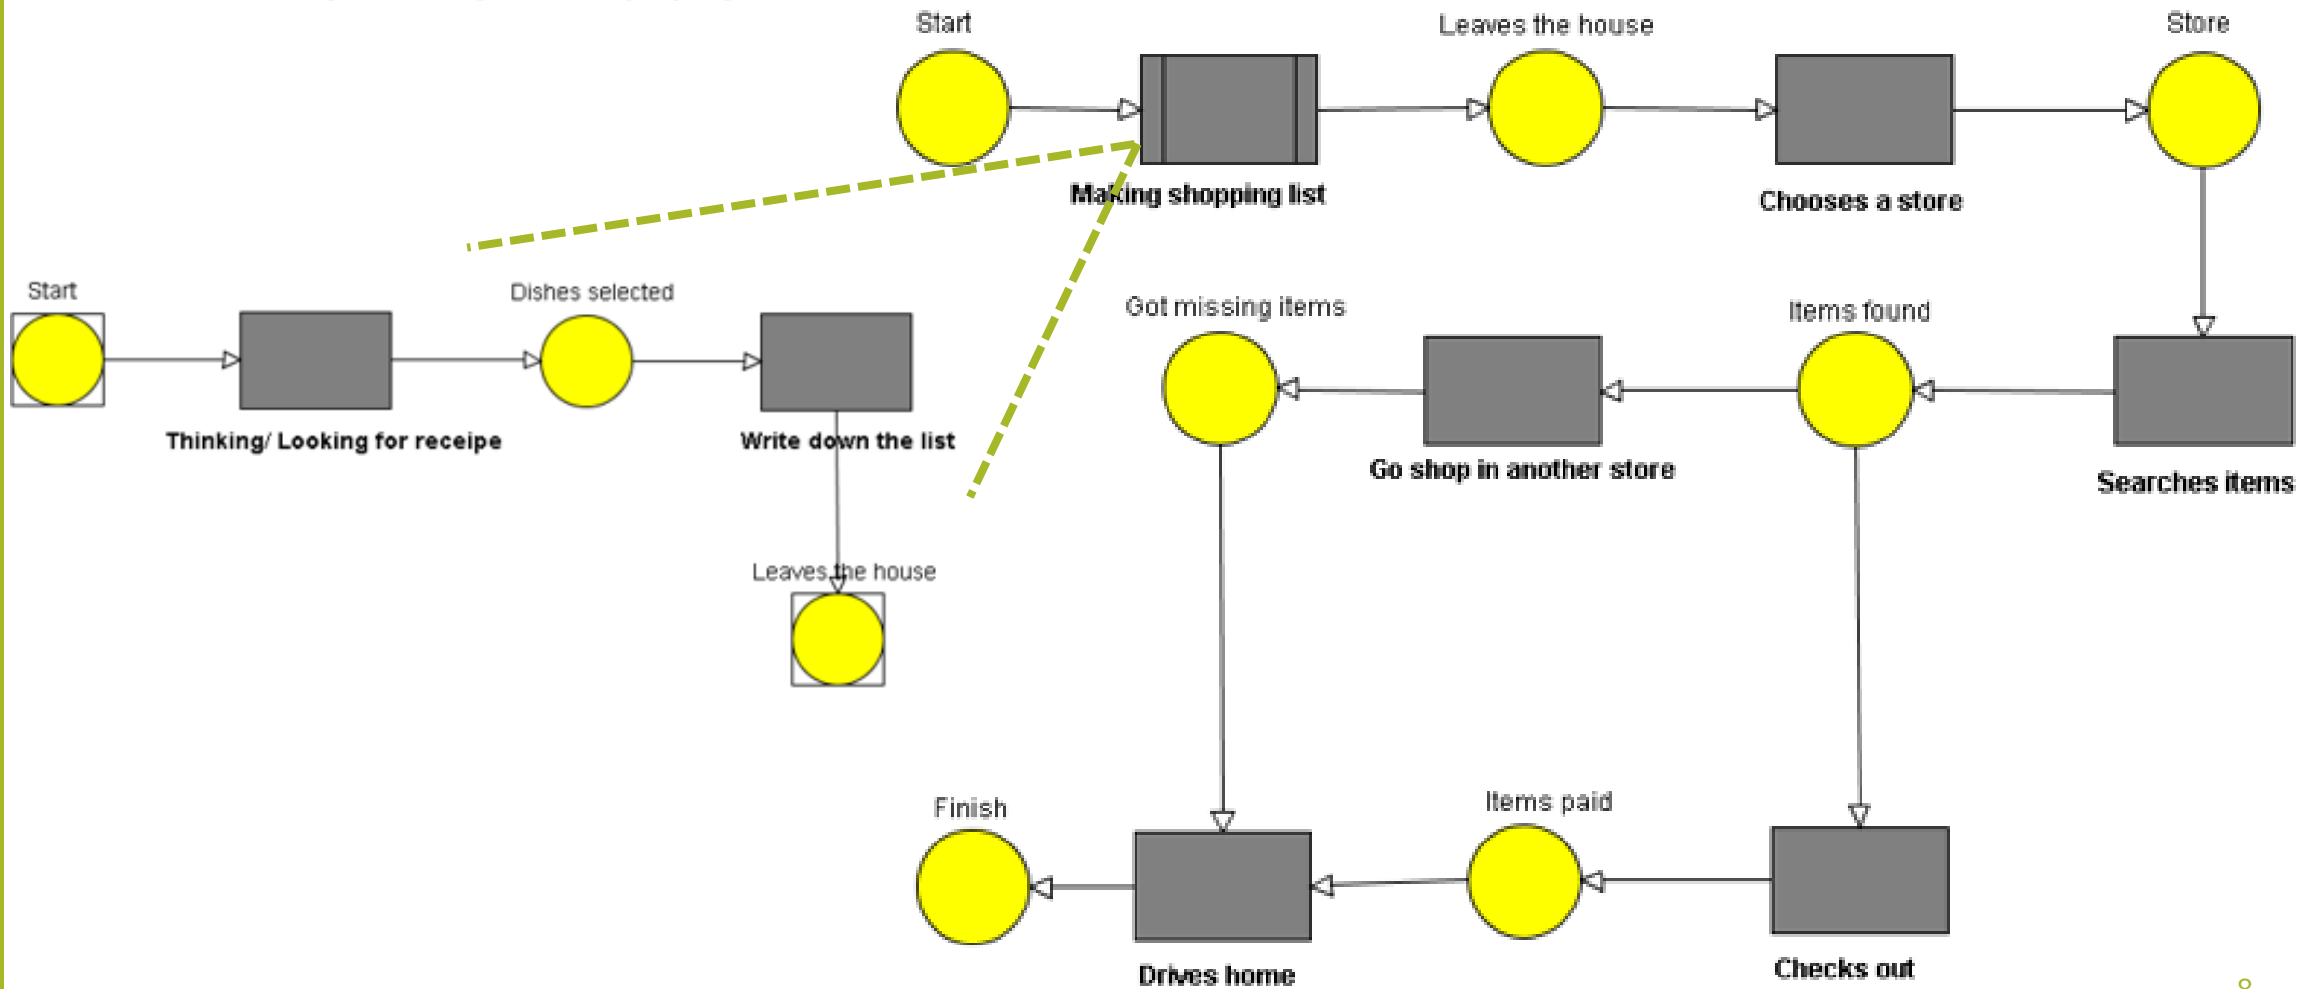 Start
Leaves the house
Store
Making shopping list
Chooses a store
Start
Dishes selected
Got missing items
Items found
Thinking/ Looking for receipe
Write down the list
Go shop in another store
Searches items
Leaves the house
Finish
Items paid
Drives home
Checks out